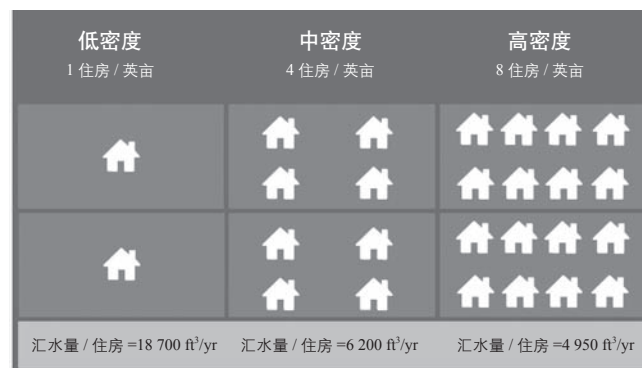 低密度
1 住房 / 英亩
中密度
4 住房 / 英亩
高密度
8 住房 / 英亩
汇水量 / 住房 =18 700 ft³/yr
汇水量 / 住房 =6 200 ft³/yr
汇水量 / 住房 =4 950 ft³/yr